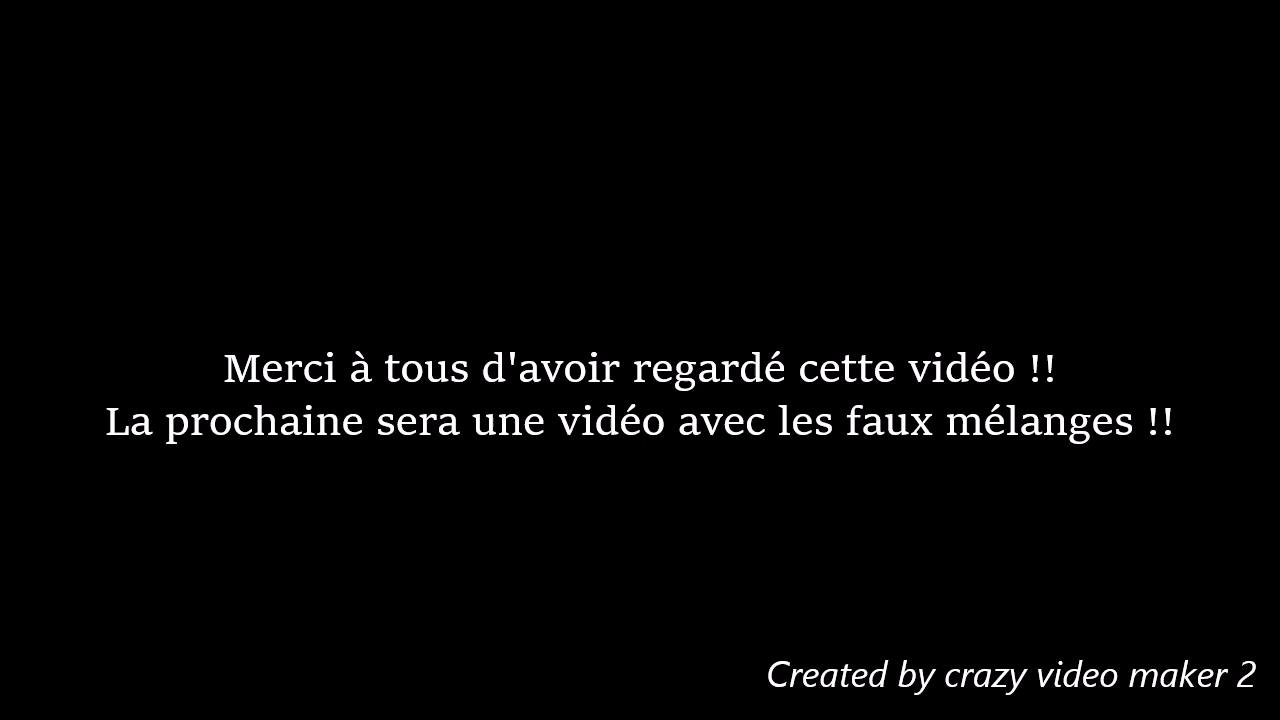 Merci à tous d'avoir regardé cette vidéo !!
La prochaine sera une vidéo avec les faux mélanges !!
Created by crazy video maker 2